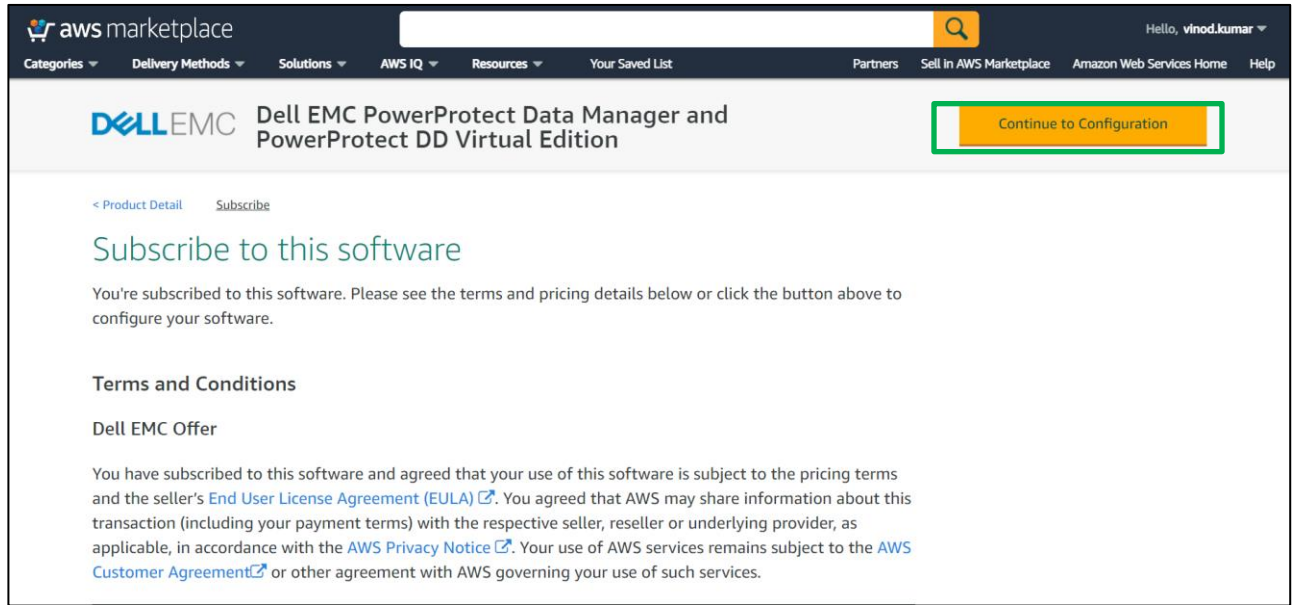 aws marketplace
Hello, vinod.kumar
Categories Delivery Methods Solutions AWS IQ Resources Your Saved List Partners Sell in AWS Marketplace Amazon Web Services Home Help
DELLEMC
Dell EMC PowerProtect Data Manager and
PowerProtect DD Virtual Edition
Continue to Configuration
< Product Detail Subscribe
Subscribe to this software
You're subscribed to this software. Please see the terms and pricing details below or click the button above to
configure your software.
Terms and Conditions
Dell EMC Offer
You have subscribed to this software and agreed that your use of this software is subject to the pricing terms
and the seller's End User License Agreement (EULA). You agreed that AWS may share information about this
transaction (including your payment terms) with the respective seller, reseller or underlying provider, as
applicable, in accordance with the AWS Privacy Notice. Your use of AWS services remains subject to the AWS
Customer Agreement or other agreement with AWS governing your use of such services.